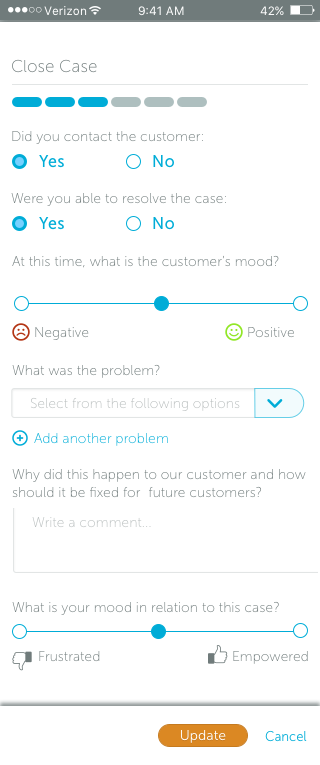 Verizon 9:41 AM 42%
Close Case
Did you contact the customer:
Yes No
Were you able to resolve the case:
Yes No
At this time, what is the customer's mood?
Negative Positive
What was the problem?
Select from the following options
Add another problem
Why did this happen to our customer and how
should it be fixed for future customers?
Write a comment...
What is your mood in relation to this case?
Frustrated Empowered
Update Cancel